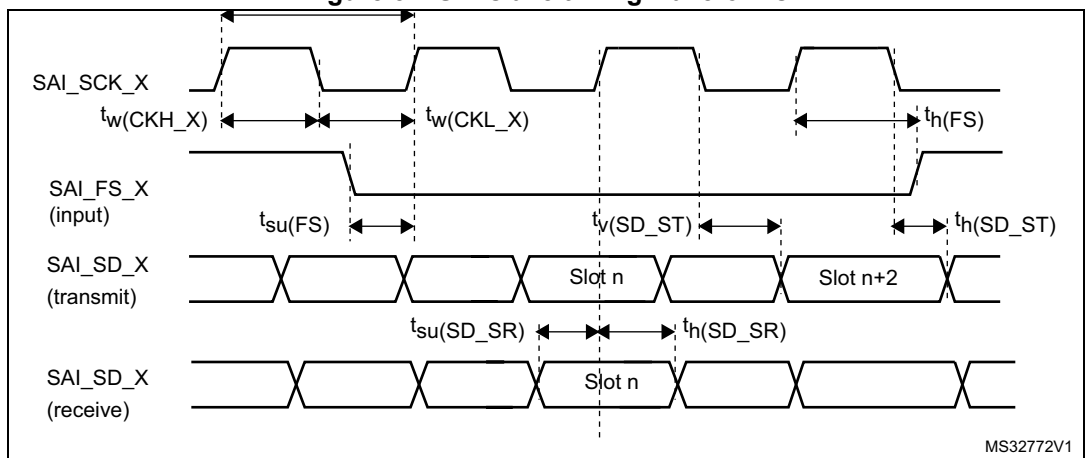 SAI_SCK_X
tw(CKH_X)
tw(CKL_X)
th(FS)
SAI_FS_X
(input)
tsu(FS)
tv(SD_ST)
th(SD_ST)
SAI_SD_X
(transmit)
Slot n
Slot n+2
tsu(SD_SR)
th(SD_SR)
SAI_SD_X
(receive)
Slot n
MS32772V1